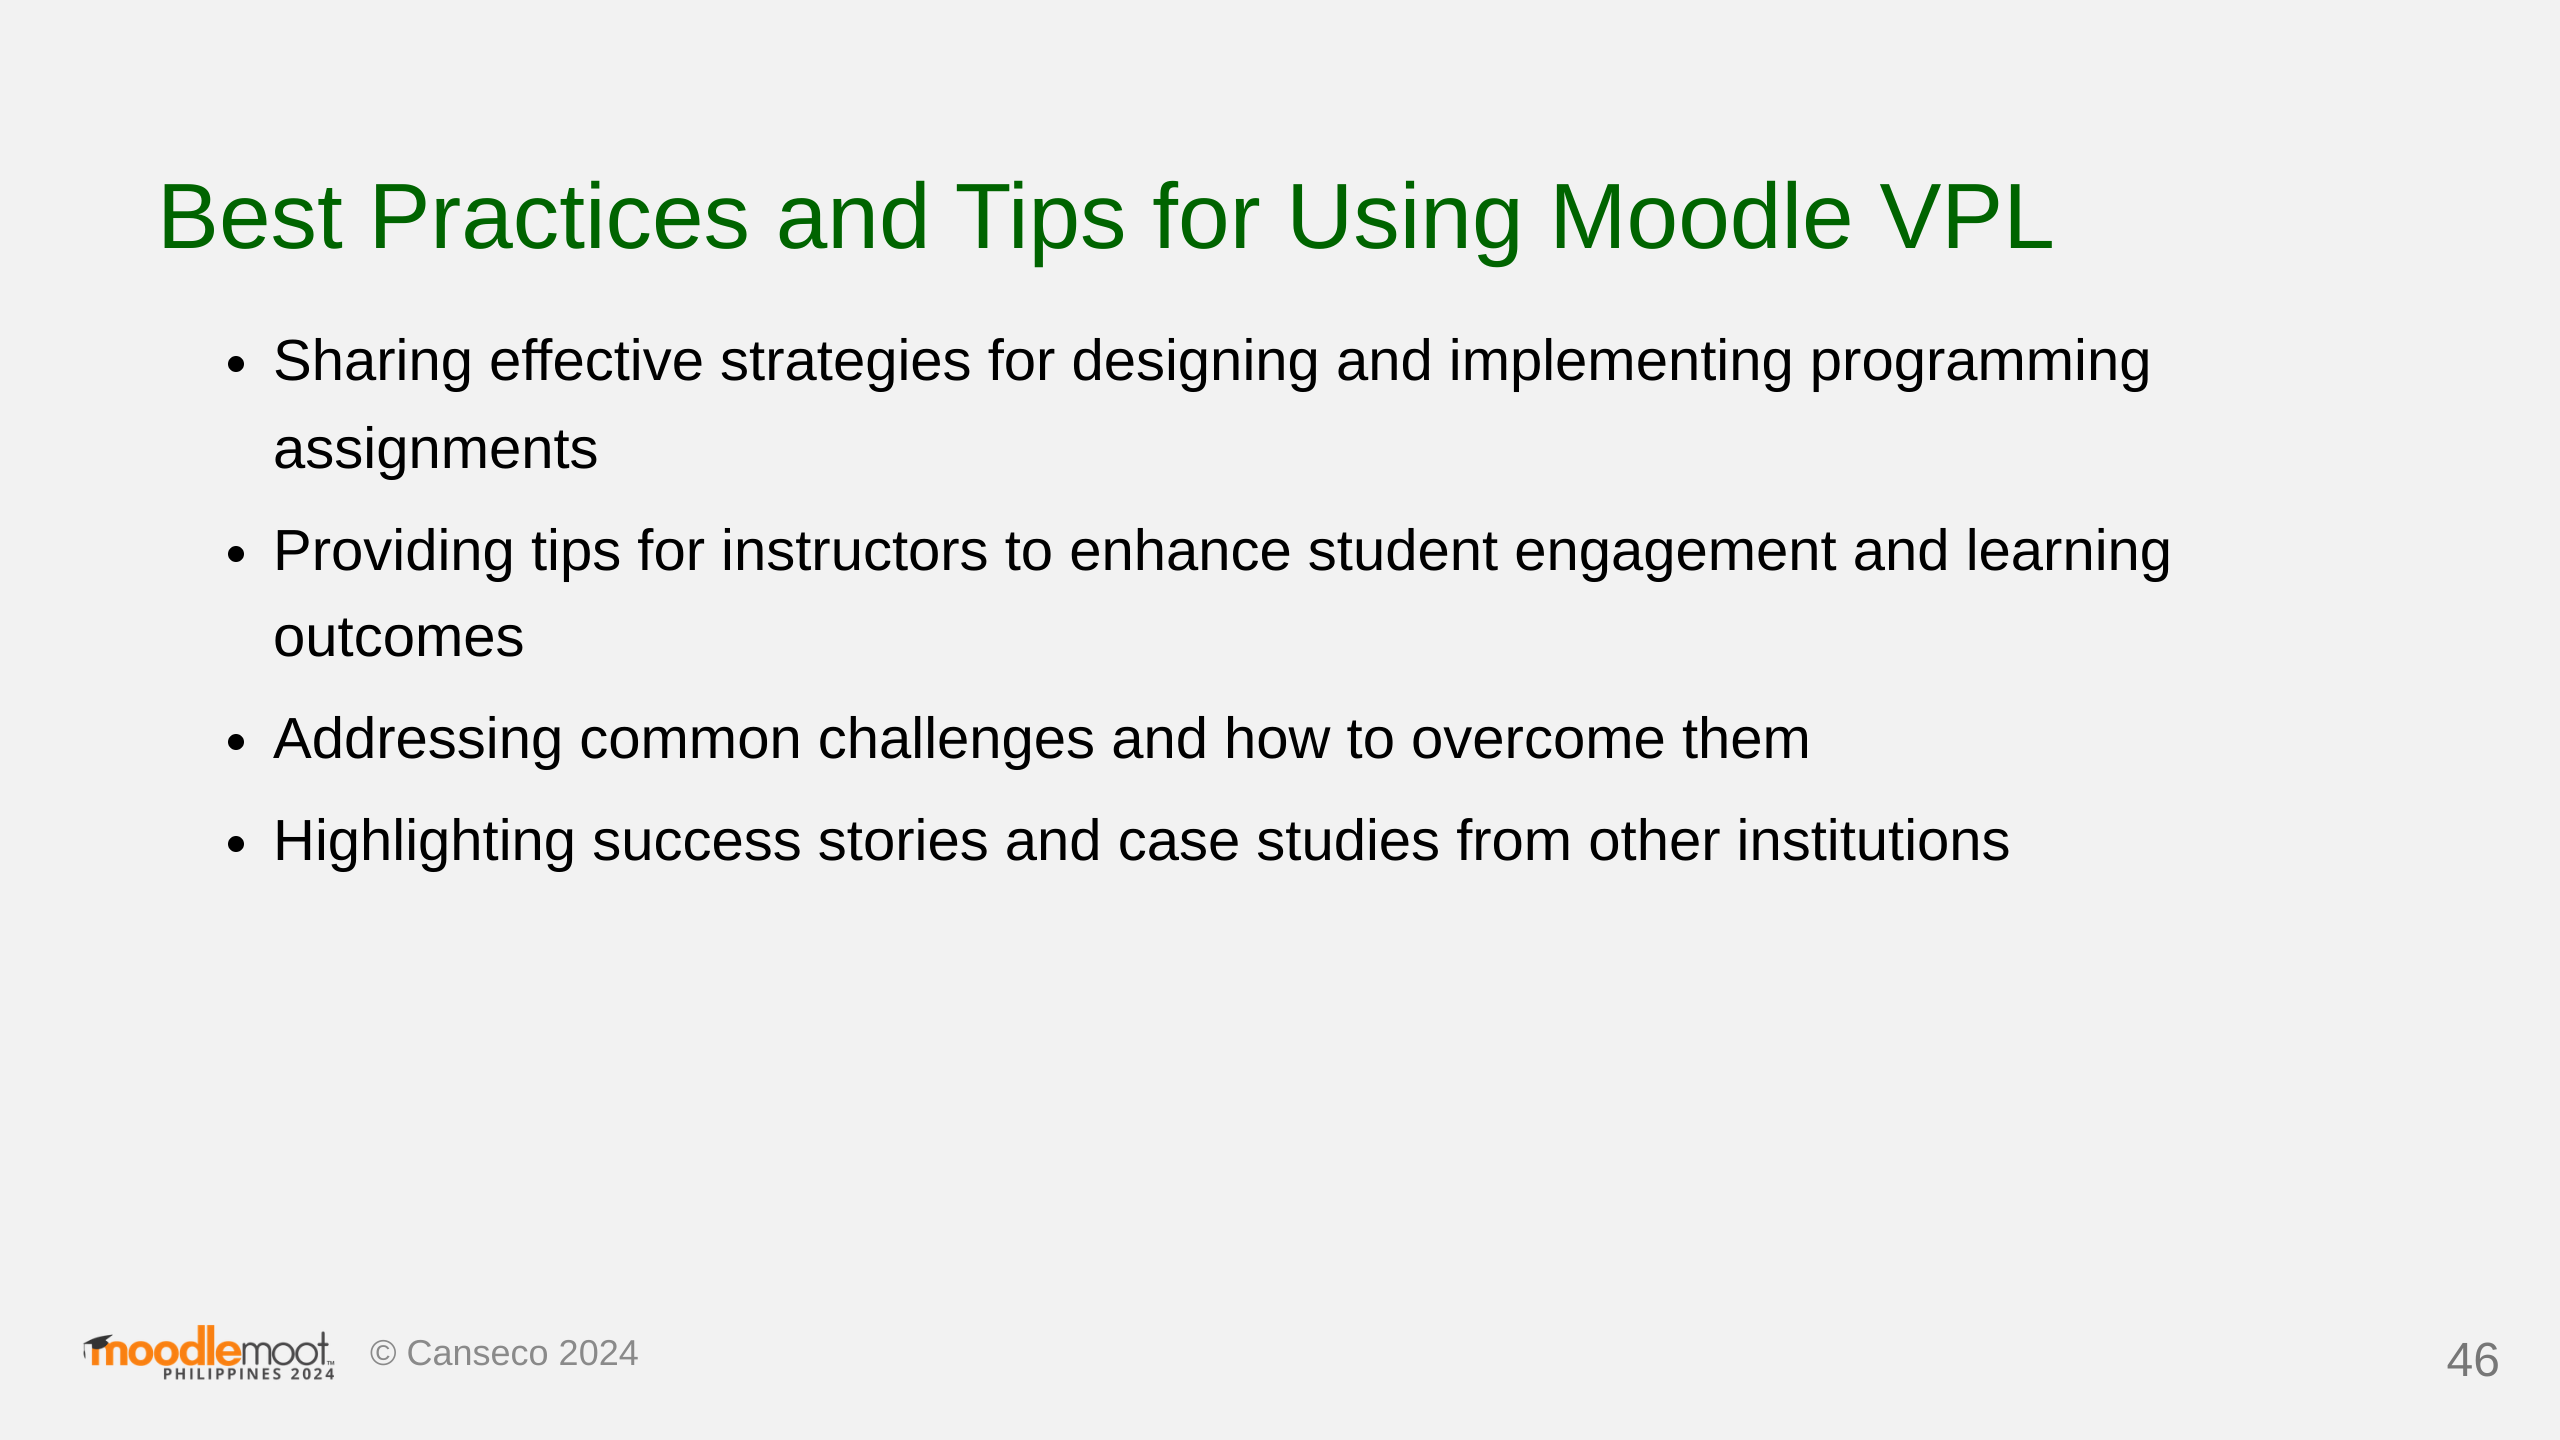 Best Practices and Tips for Using Moodle VPL
• Sharing effective strategies for designing and implementing programming
assignments
• Providing tips for instructors to enhance student engagement and learning
outcomes
• Addressing common challenges and how to overcome them
• Highlighting success stories and case studies from other institutions
moodlemoot™
PHILIPPINES 2024
© Canseco 2024
46